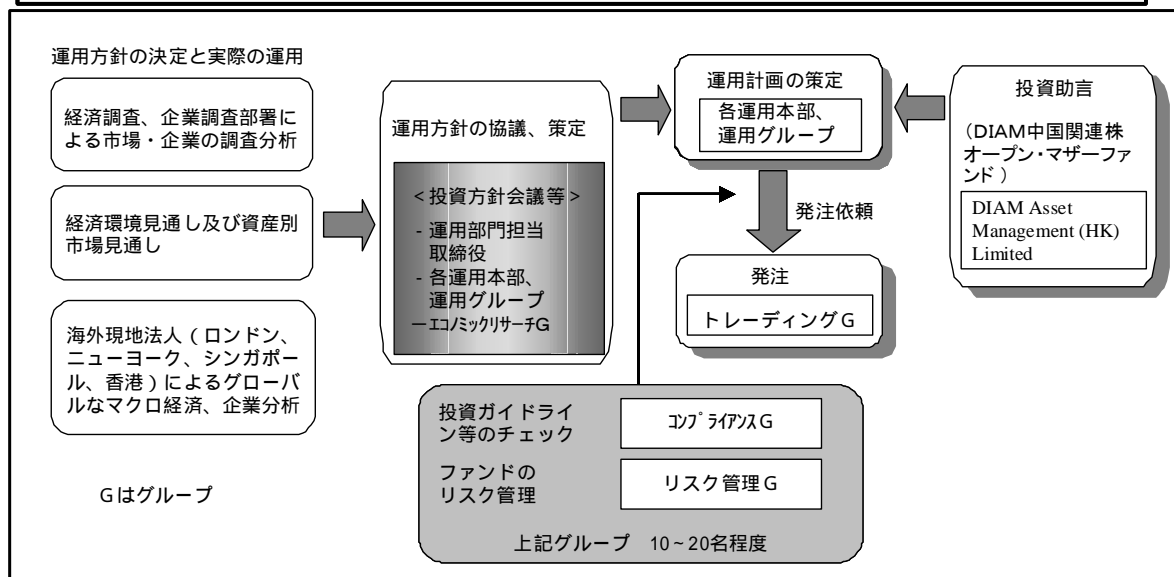 運用方針の決定と実際の運用
経済調査、企業調査部署に
よる市場・企業の調査分析
経済環境見通し及び資産別
市場見通し
海外現地法人（ロンドン、
ニューヨーク、シンガポー
ル、香港）によるグローバ
ルなマクロ経済、企業分析
Gはグループ
運用方針の協議、策定
＜投資方針会議等＞
- 運用部門担当
取締役
- 各運用本部、
運用グループ
－エコノミックリサーチG
運用計画の策定
各運用本部、
運用グループ
発注依頼
発注
トレーディングG
投資助言
(DIAM中国関連株
オープン・マザーファ
ンド）
DIAM Asset
Management (HK)
Limited
投資ガイドライ
ン等のチェック
コンプライアンスG
ファンドの
リスク管理
リスク管理G
上記グループ 10~20名程度